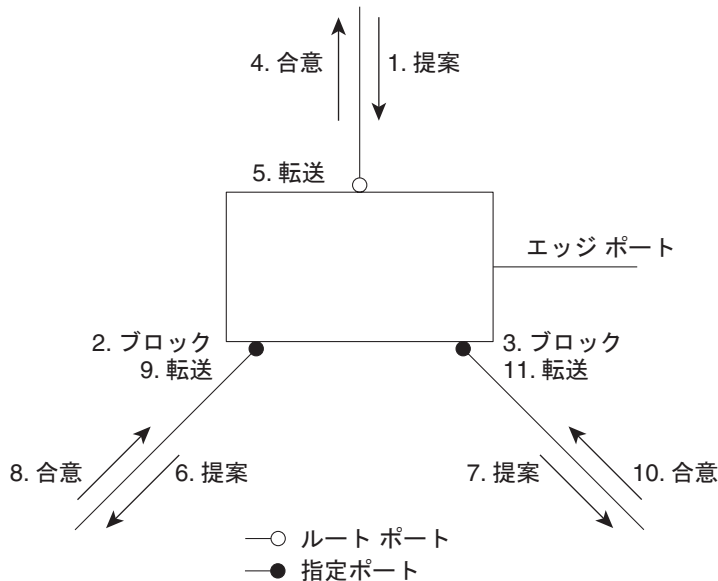 4. 合意
1. 提案
5. 転送
エッジ ポート
2. ブロック
9. 転送
3. ブロック
11. 転送
8. 合意
6. 提案
7. 提案
10. 合意
ルート ポート
指定ポート